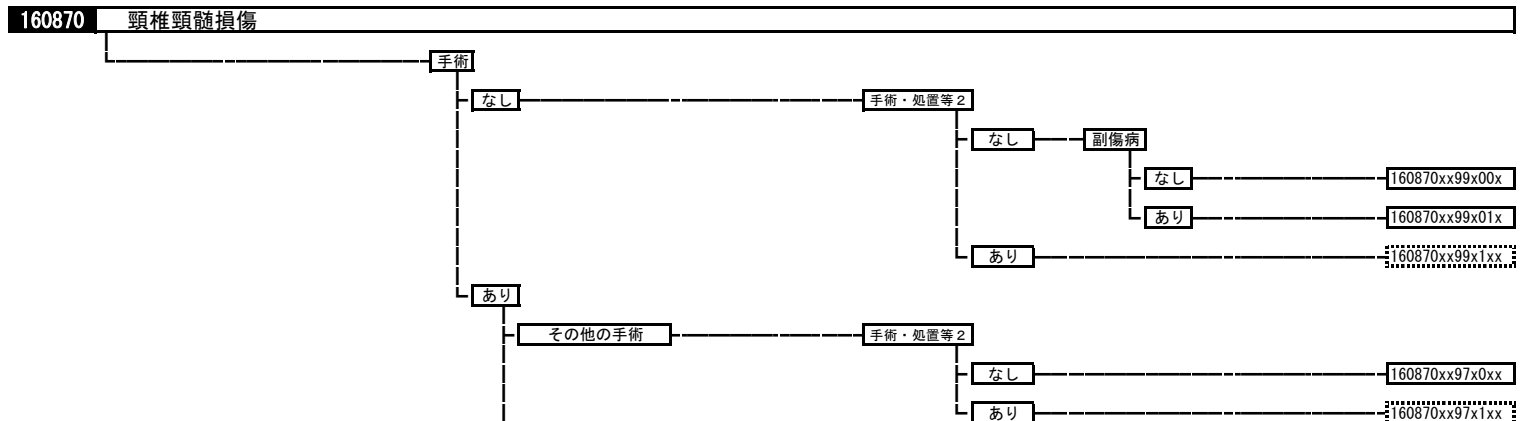 160870 頸椎頸髄損傷
手術
なし 手術・処置等２
なし 副傷病
なし 160870xx99x00x
あり 160870xx99x01x
あり 160870xx99x1xx
あり
その他の手術 手術・処置等２
なし 160870xx97x0xx
あり 160870xx97x1xx